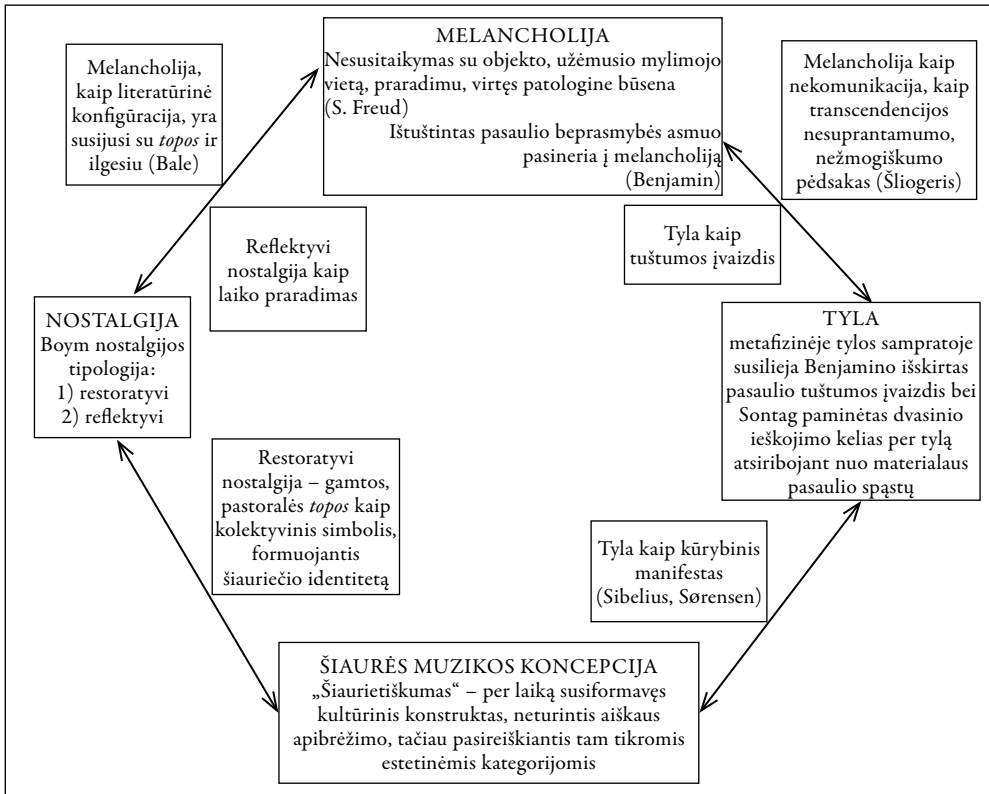 MELANCHOLIJA
Nesusitaikymas su objekto, užėmusio mylimojo
vietą, praradimu, virtęs patologine būsena
(S. Freud)
Ištuštintas pasaulio beprasmybės asmuo
pasineria į melancholiją
(Benjamin)
Melancholija,
kaip literatūrinė
konfigūracija, yra
susijusi su topos ir
ilgesiu (Bale)
Melancholija kaip
nekomunikacija, kaip
transcendencijos
nesuprantamumo,
nežmogiškumo
pėdsakas (Šliogeris)
Reflektyvi
nostalgija kaip
laiko praradimas
Tyla kaip
tuštumos įvaizdis
NOSTALGIJA
Boym nostalgijos
tipologija:
1) restoratyvi
2) reflektyvi
TYLA
metafizinėje tylos sampratoje
susilieja Benjamino išskirtas
pasaulio tuštumos įvaizdis bei
Sontag paminėtas dvasinio
ieškojimo kelias per tylą
atsiribojant nuo materialaus
pasaulio spąstų
Restoratyvi
nostalgija – gamtos,
pastoralės topos kaip
kolektyvinis simbolis,
formuojantis
šiauriečio identitetą
Tyla kaip kūrybinis
manifestas
(Sibelius, Sørensen)
ŠIAURĖS MUZIKOS KONCEPCIJA
„Šiaurietiškumas“ – per laiką susiformavęs
kultūrinis konstruktas, neturintis aiškaus
apibrėžimo, tačiau pasireiškiantis tam tikromis
estetinėmis kategorijomis